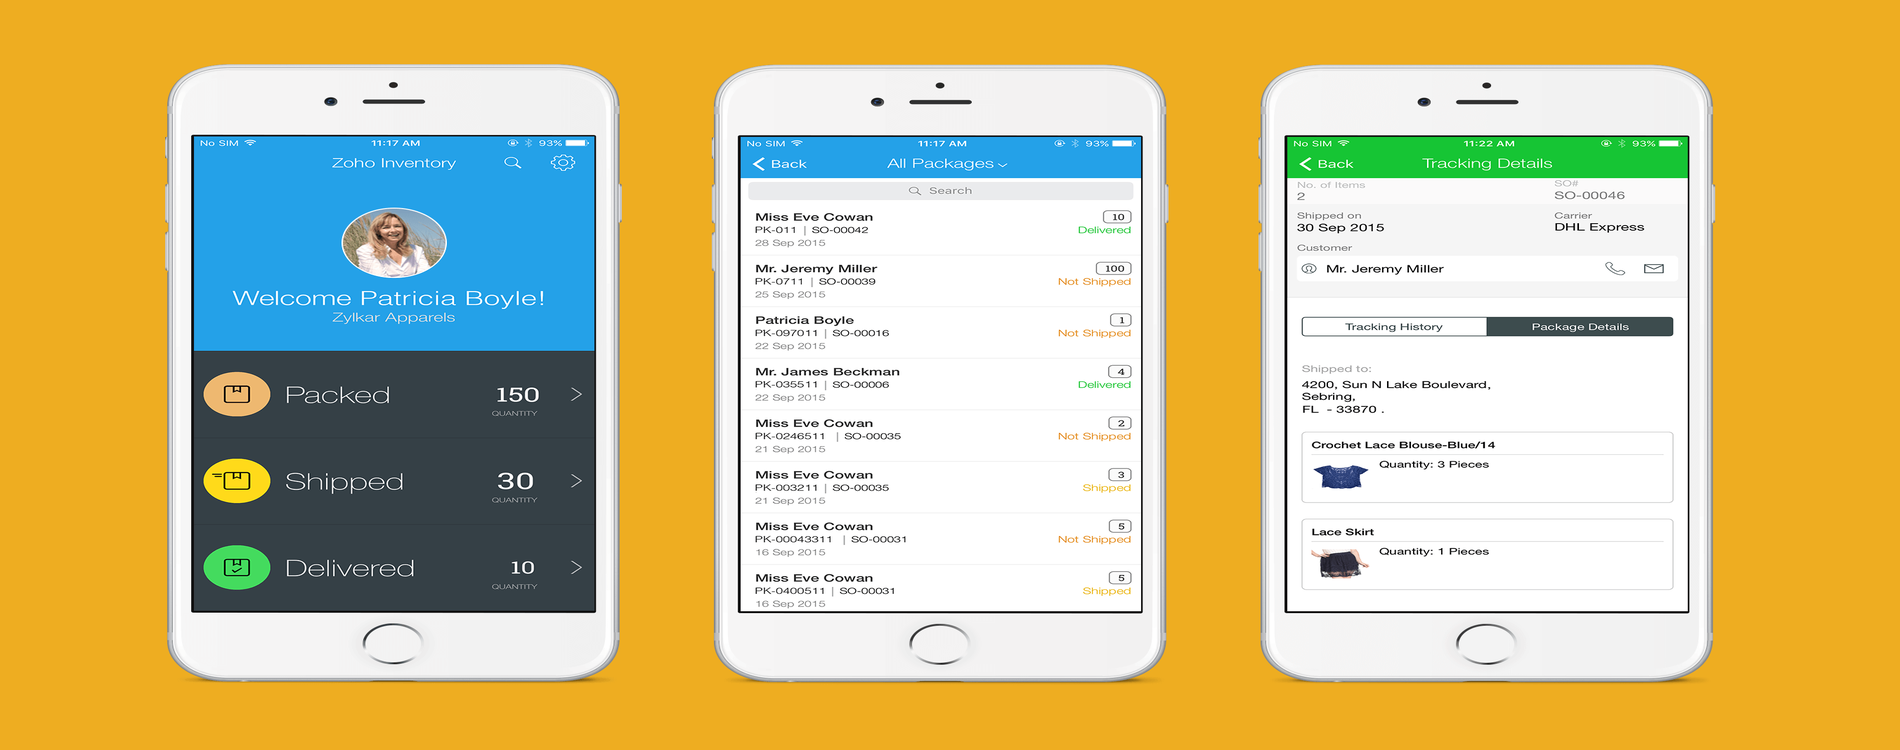 No SIM 11:17 AM 93%
Zoho Inventory
Welcome Patricia Boyle!
Zylkar Apparels
Packed 150
QUANTITY
Shipped 30
QUANTITY
Delivered 10
QUANTITY
No SIM 11:17 AM 93%
Back All Packages
Search
Miss Eve Cowan 10
PK-011 | SO-00042 Delivered
28 Sep 2015
Mr. Jeremy Miller 100
PK-0711 | SO-00039 Not Shipped
25 Sep 2015
Patricia Boyle 1
PK-097011 | SO-00016 Not Shipped
22 Sep 2015
Mr. James Beckman 4
PK-035511 | SO-00006 Delivered
22 Sep 2015
Miss Eve Cowan 2
PK-0246511 | SO-00035 Not Shipped
21 Sep 2015
Miss Eve Cowan 3
PK-003211 | SO-00035 Shipped
21 Sep 2015
Miss Eve Cowan 5
PK-00043311 | SO-00031 Not Shipped
16 Sep 2015
Miss Eve Cowan 5
PK-0400511 | SO-00031 Shipped
16 Sep 2015
No SIM 11:22 AM 93%
Back Tracking Details
No. of Items SO#
2 SO-00046
Shipped on Carrier
30 Sep 2015 DHL Express
Customer
Mr. Jeremy Miller
Tracking History Package Details
Shipped to:
4200, Sun N Lake Boulevard,
Sebring,
FL - 33870 .
Crochet Lace Blouse-Blue/14
Quantity: 3 Pieces
Lace Skirt
Quantity: 1 Pieces